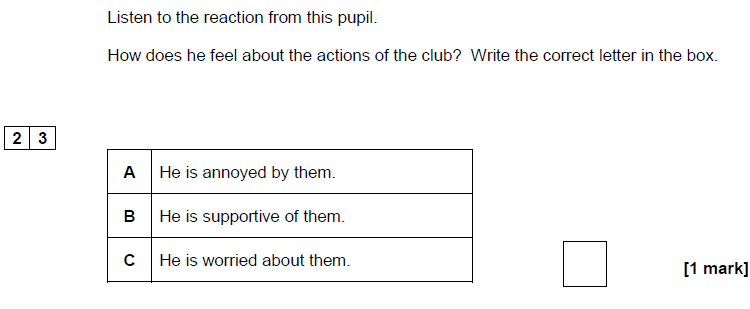 Listen to the reaction from this pupil.
How does he feel about the actions of the club? Write the correct letter in the box.
2 3
A He is annoyed by them.
B He is supportive of them.
C He is worried about them.
[1 mark]